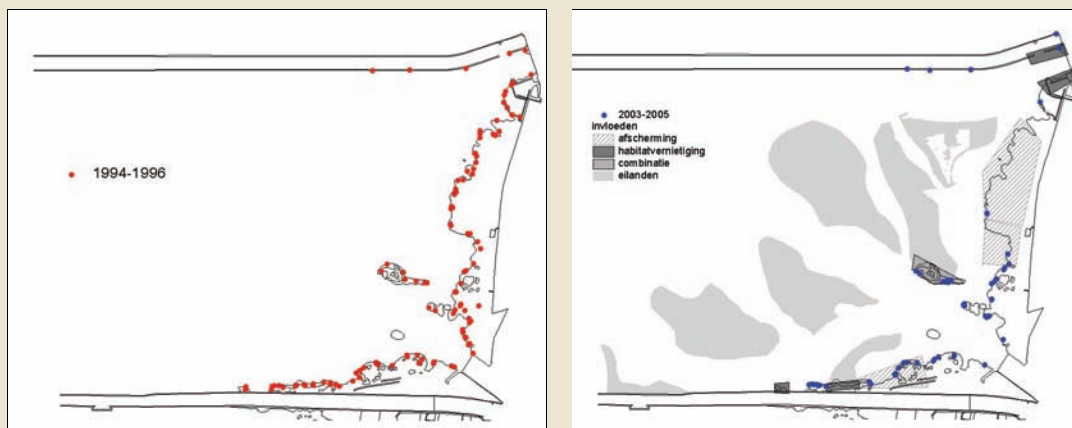 1994-1996
2003-2005
invloeden
afscherming
habitatvernietiging
combinatie
eilanden